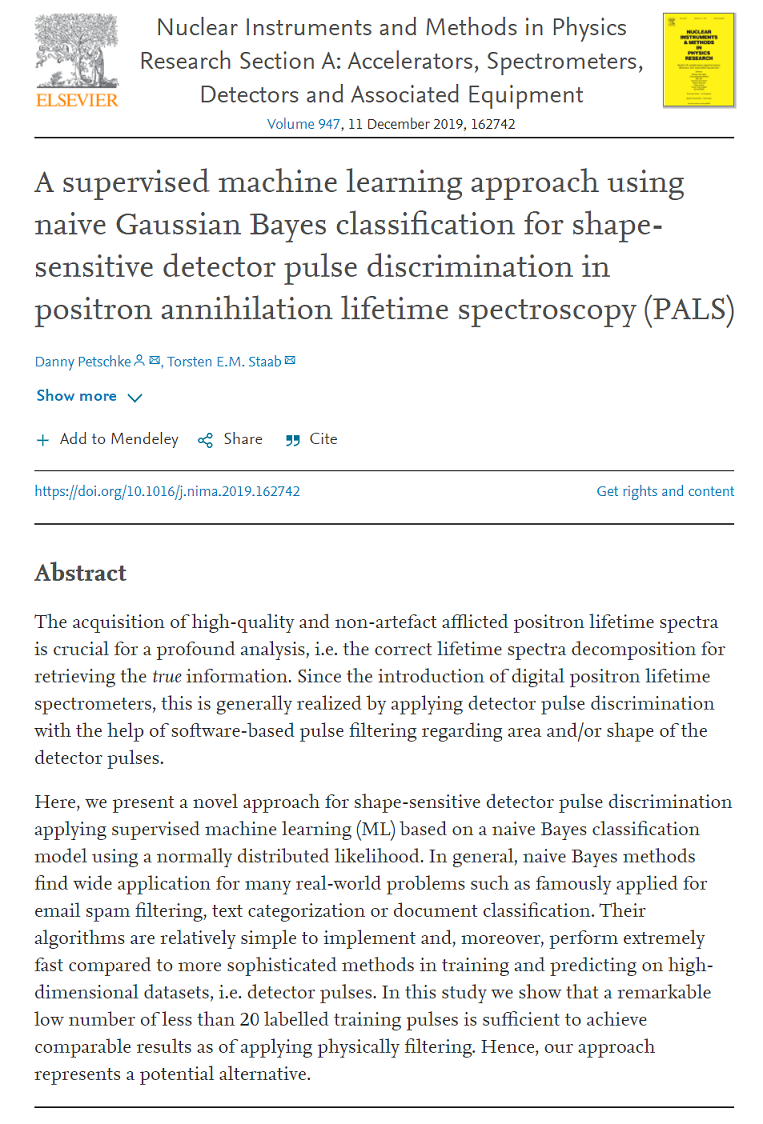 Nuclear Instruments and Methods in Physics
Research Section A: Accelerators, Spectrometers,
Detectors and Associated Equipment
Volume 947, 11 December 2019, 162742
ELSEVIER
NUCLEAR
INSTRUMENTS
& METHODS
IN
PHYSICS
RESEARCH
A supervised machine learning approach using
naive Gaussian Bayes classification for shape-
sensitive detector pulse discrimination in
positron annihilation lifetime spectroscopy (PALS)
Danny Petschke, Torsten E.M. Staab
Show more
+ Add to Mendeley Share Cite
https://doi.org/10.1016/j.nima.2019.162742 Get rights and content
Abstract
The acquisition of high-quality and non-artefact afflicted positron lifetime spectra
is crucial for a profound analysis, i.e. the correct lifetime spectra decomposition for
retrieving the true information. Since the introduction of digital positron lifetime
spectrometers, this is generally realized by applying detector pulse discrimination
with the help of software-based pulse filtering regarding area and/or shape of the
detector pulses.
Here, we present a novel approach for shape-sensitive detector pulse discrimination
applying supervised machine learning (ML) based on a naive Bayes classification
model using a normally distributed likelihood. In general, naive Bayes methods
find wide application for many real-world problems such as famously applied for
email spam filtering, text categorization or document classification. Their
algorithms are relatively simple to implement and, moreover, perform extremely
fast compared to more sophisticated methods in training and predicting on high-
dimensional datasets, i.e. detector pulses. In this study we show that a remarkable
low number of less than 20 labelled training pulses is sufficient to achieve
comparable results as of applying physically filtering. Hence, our approach
represents a potential alternative.